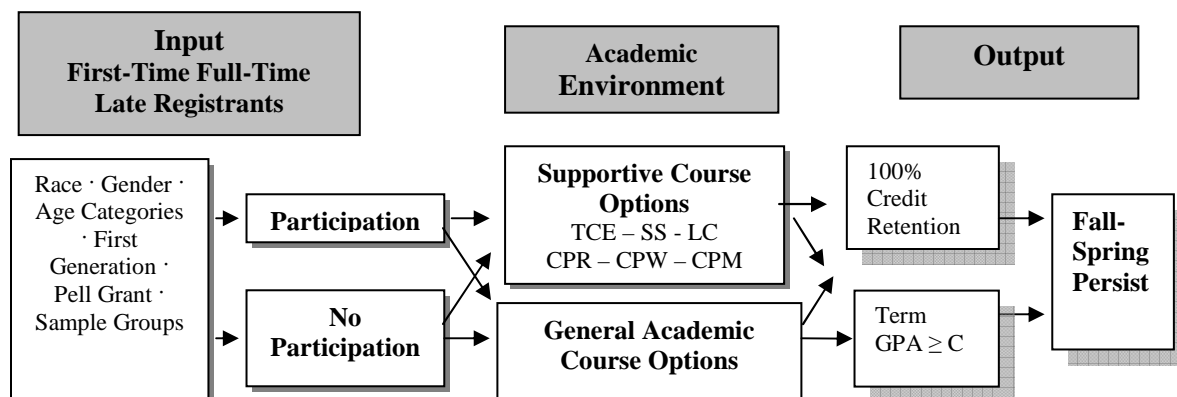 Input
First-Time Full-Time
Late Registrants
Academic
Environment
Output
Race · Gender ·
Age Categories
· First
Generation ·
Pell Grant ·
Sample Groups
Participation
No
Participation
Supportive Course
Options
TCE – SS - LC
CPR – CPW – CPM
General Academic
Course Options
100%
Credit
Retention
Term
GPA ≥ C
Fall-
Spring
Persist